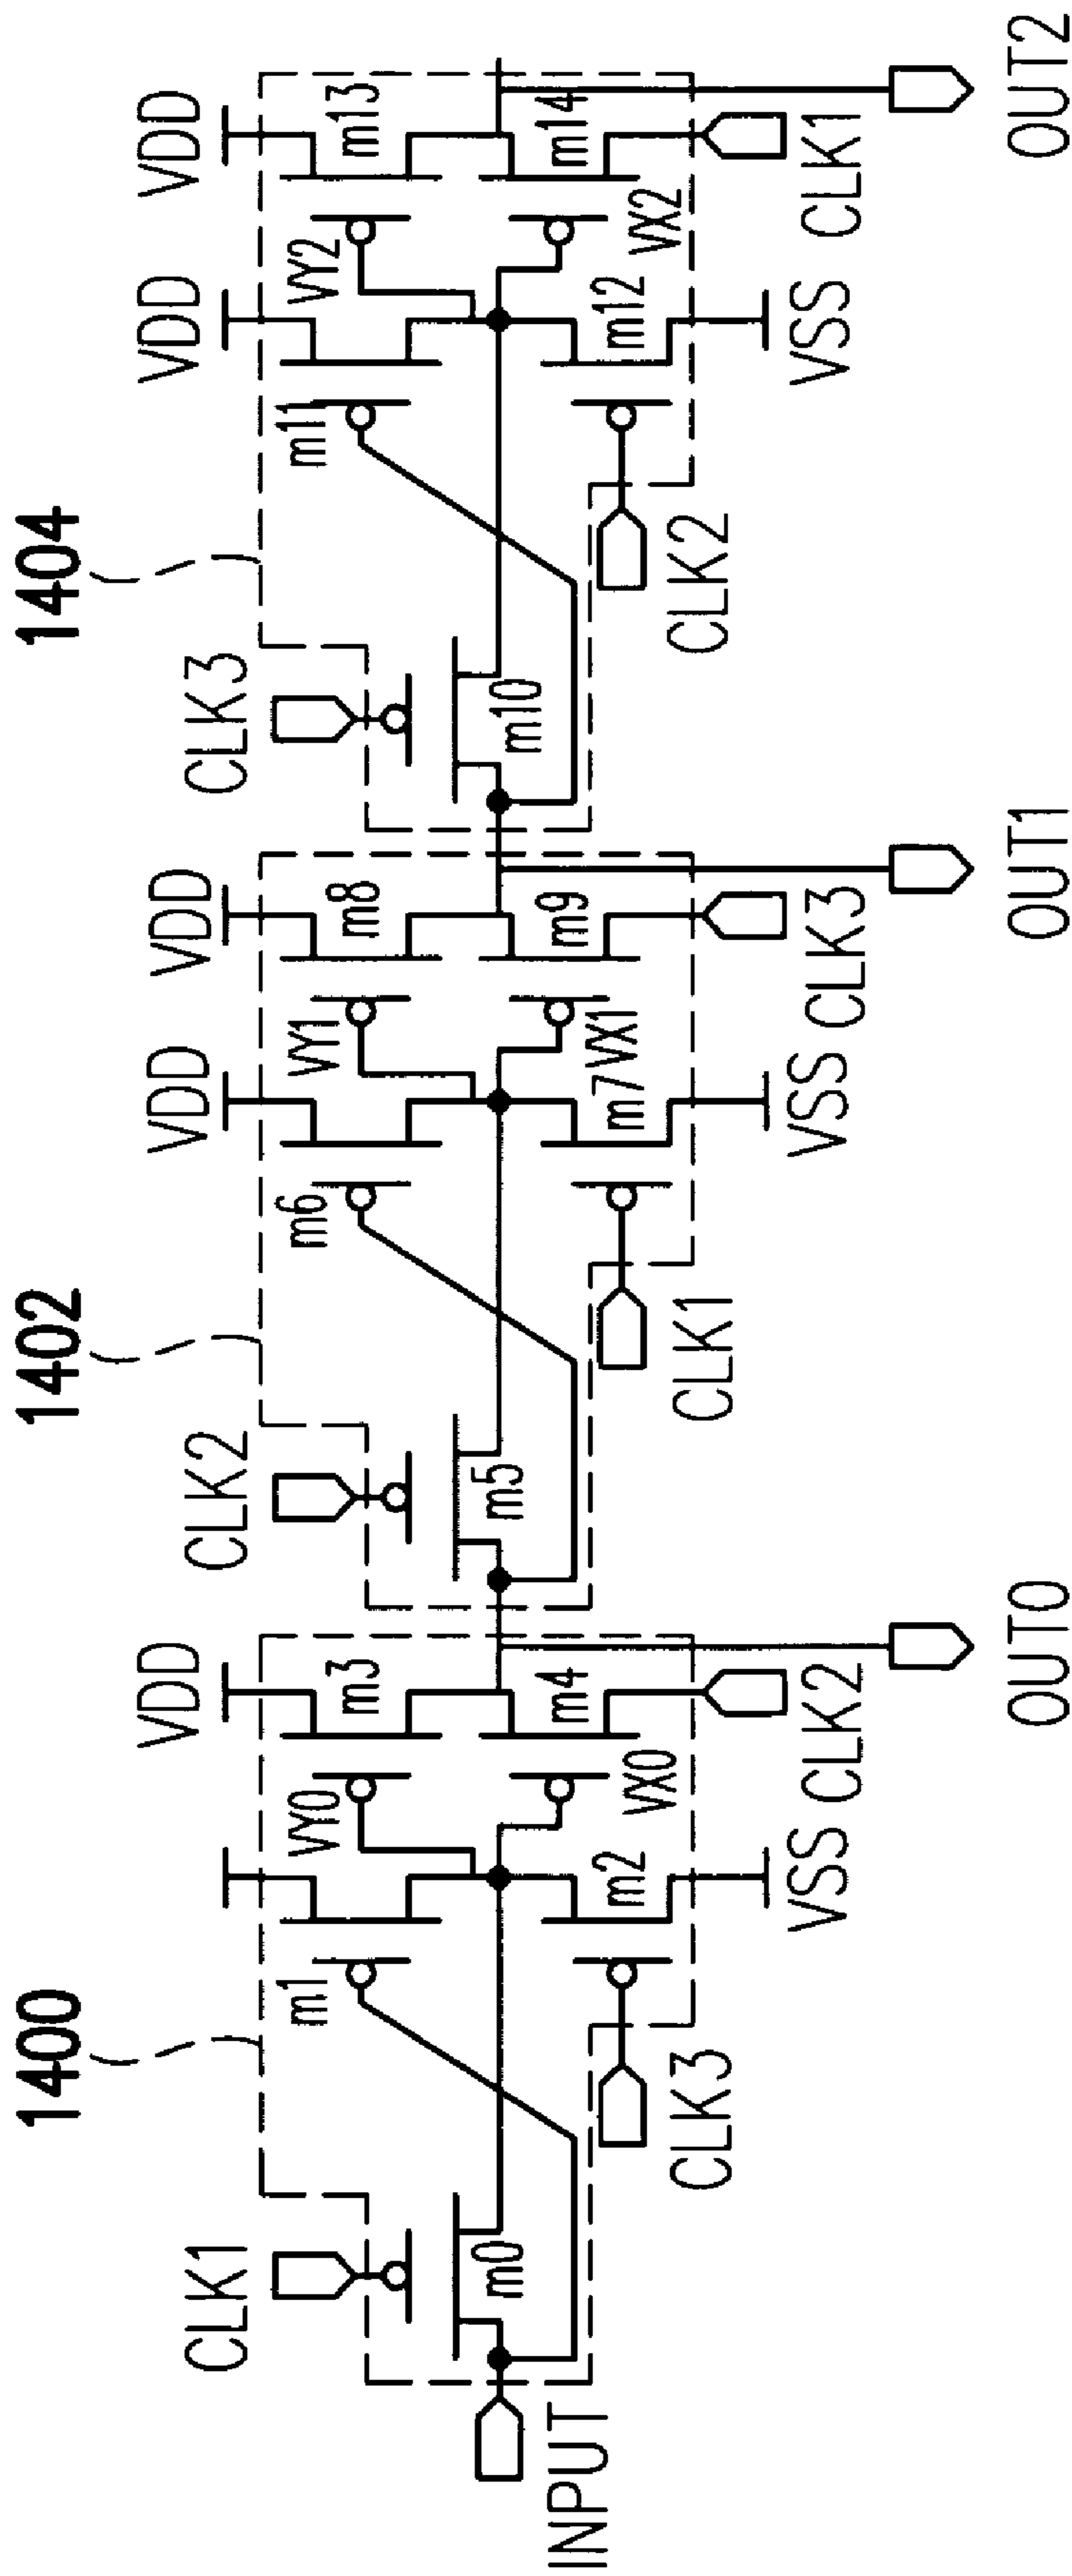 1400
1402
1404
CLK1
VDD
CLK2
VDD
VDD
CLK3
VDD
VDD
m1
VY0
m3
m6
VY1
m8
m11
VY2
m13
INPUT
m0
m2
VX0
m4
m5
m7
VX1
m9
m10
m12
VX2
m14
CLK3
VSS
CLK2
CLK1
VSS
CLK3
CLK2
VSS
CLK1
OUT0
OUT1
OUT2